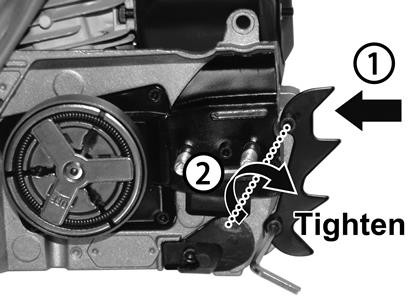 ①
②
Tighten